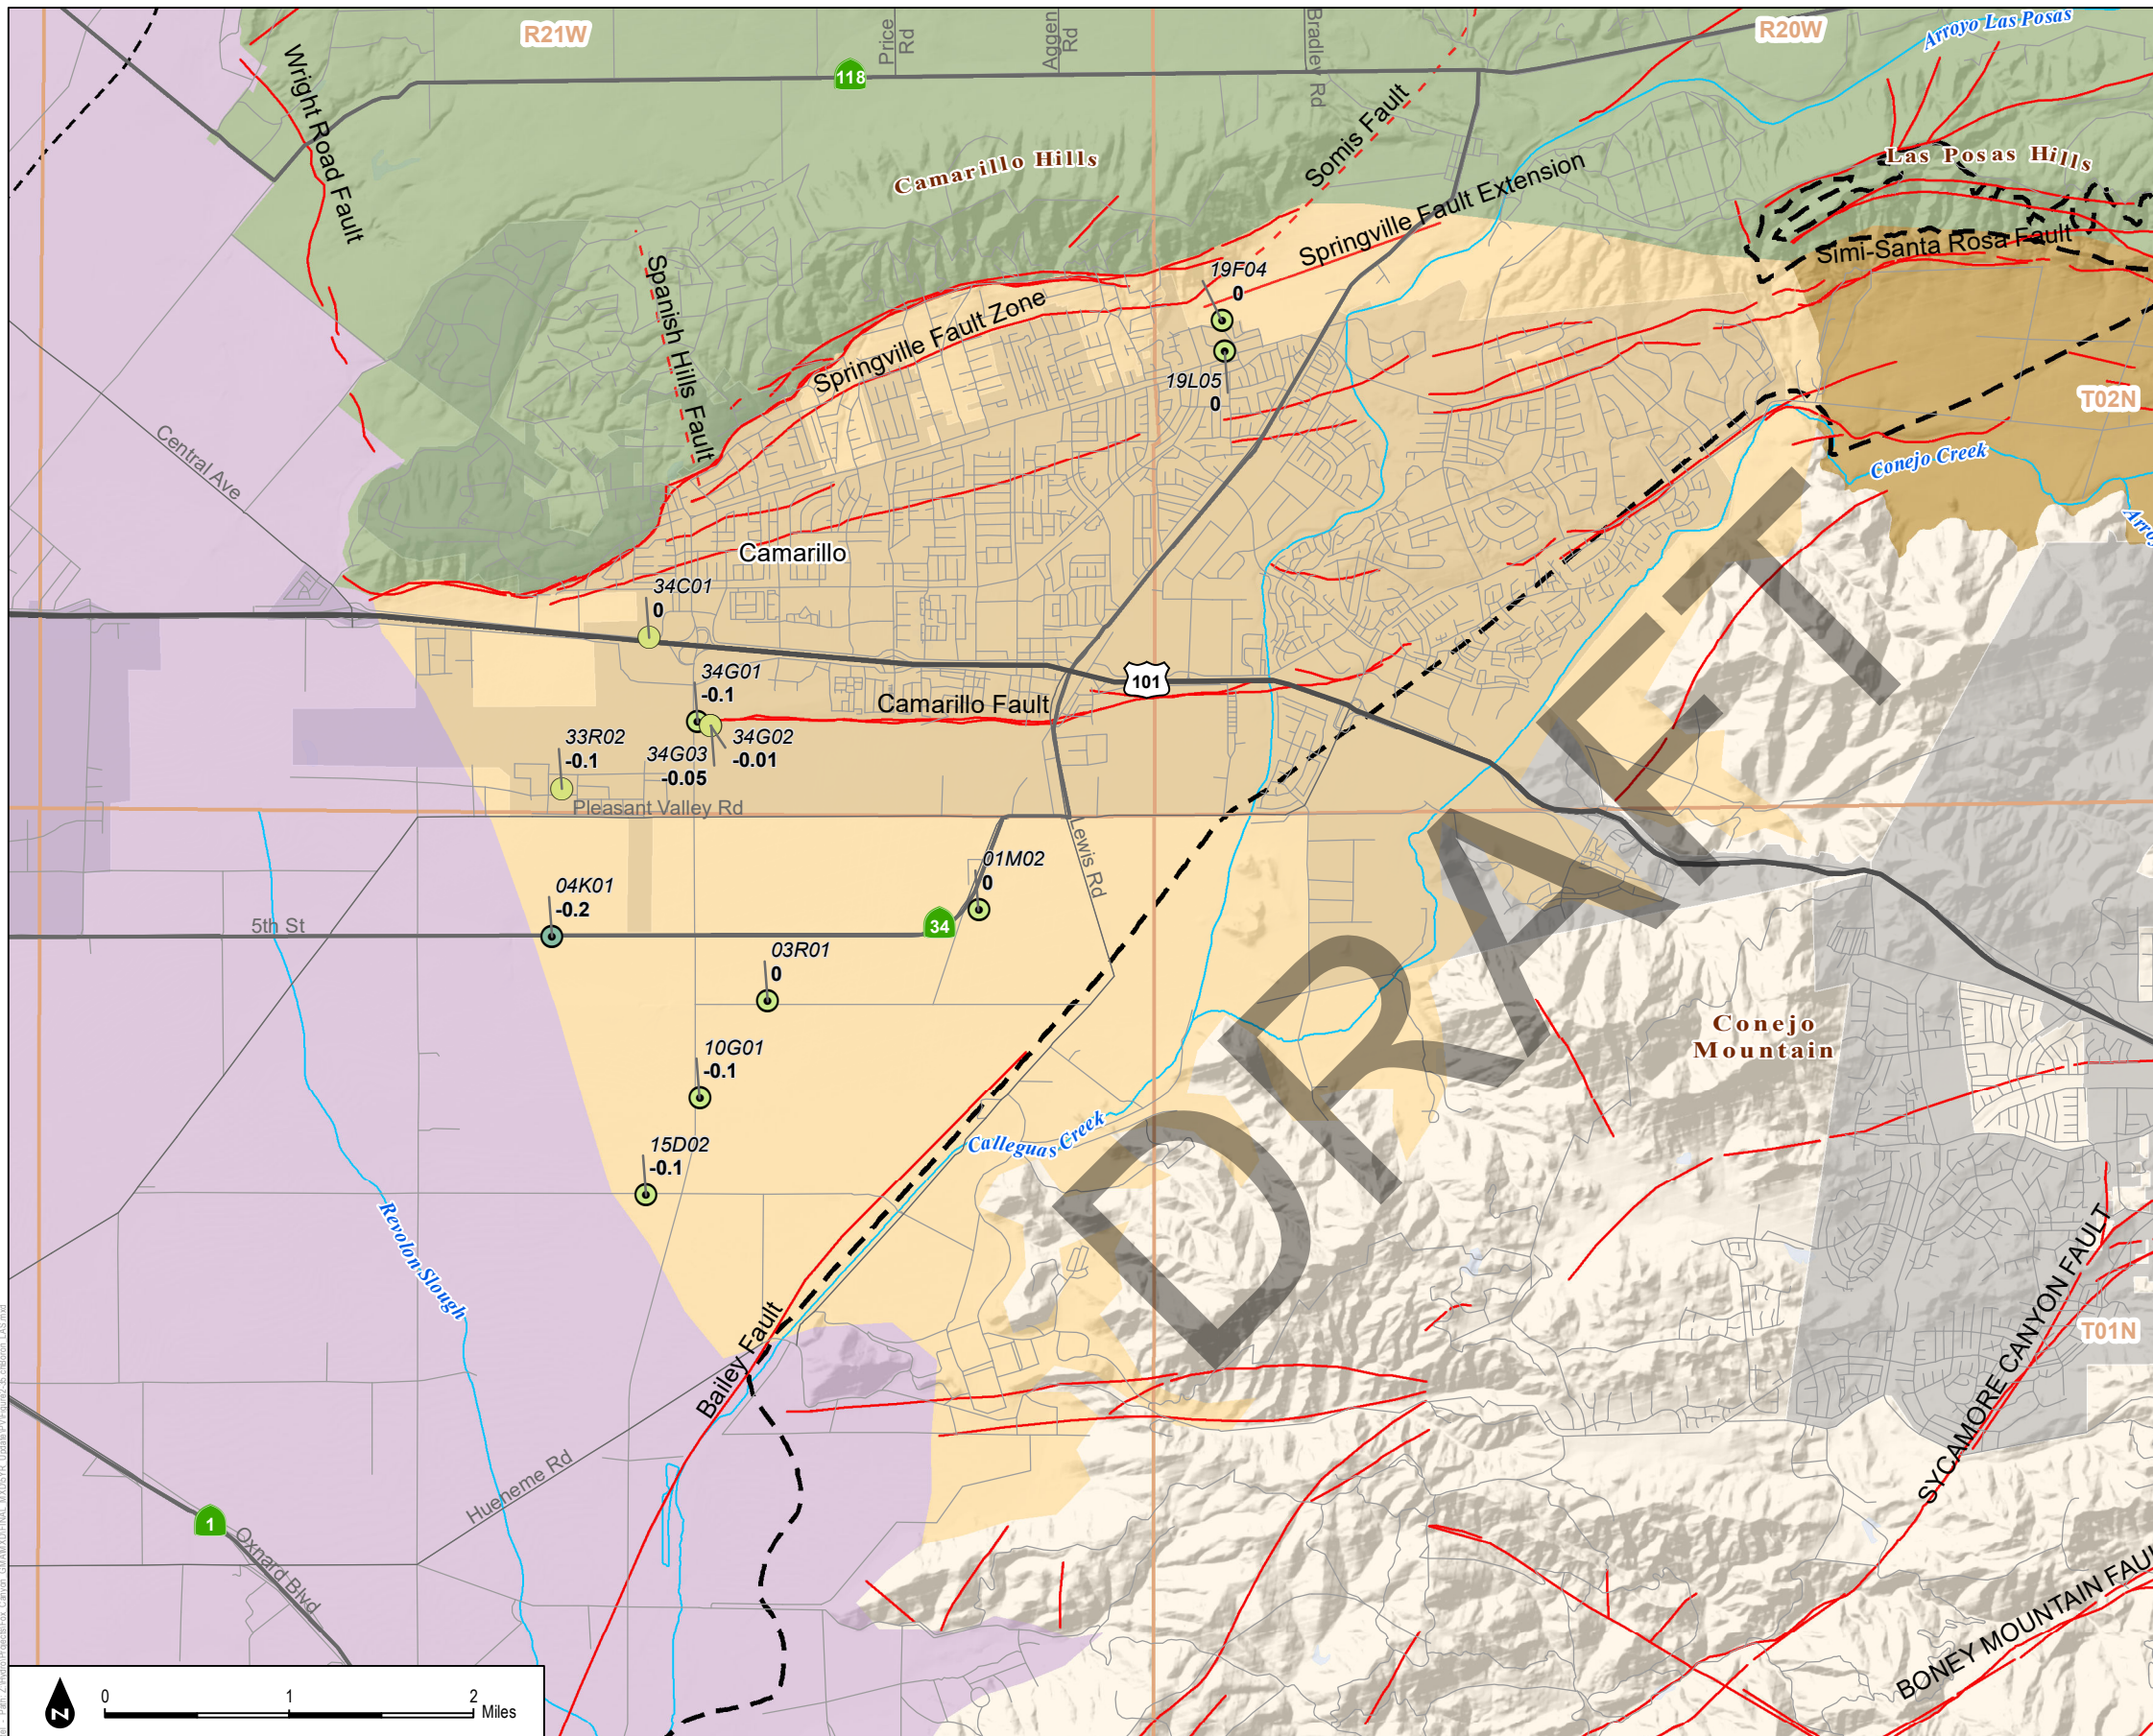 R21W
Price
Rd
Aggen
Rd
Bradley Rd
R20W
Arroyo Las Posas
118
Wright Road Fault
Camarillo Hills
Somis Fault
Las Posas Hills
Springville Fault Extension
Simi-Santa Rosa Fault
19F04
0
Spanish Hills Fault
Springville Fault Zone
19L05
0
T02N
Central Ave
Conejo Creek
Camarillo
34C01
0
34G01
-0.1
101
Camarillo Fault
33R02
-0.1
34G03
-0.05
34G02
-0.01
Pleasant Valley Rd
Lewis Rd
01M02
0
04K01
-0.2
5th St
34
03R01
0
DRAFT
Conejo
Mountain
10G01
-0.1
15D02
-0.1
Calleguas Creek
Revolon Slough
Bailey Fault
SYCAMORE CANYON FAULT
T01N
Hueneme Rd
1
Oxnard Blvd
BONEY MOUNTAIN FAU
N
0 1 2
Miles